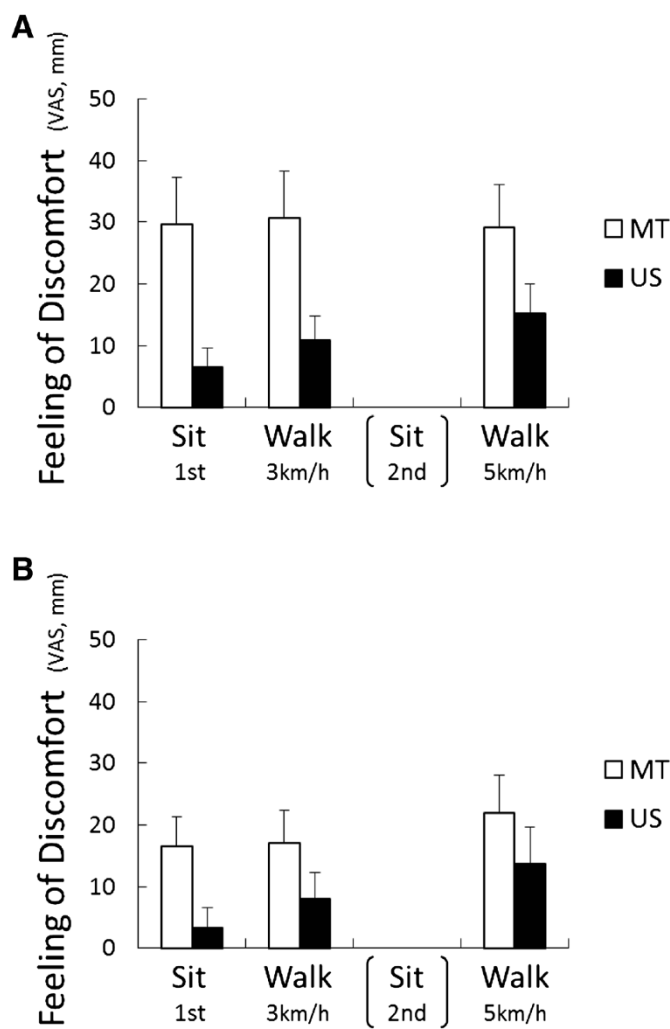 A
Feeling of Discomfort (VAS, mm)
50
40
30
20
10
0
MT
US
Sit Walk Sit Walk
1st 3km/h 2nd 5km/h
B
Feeling of Discomfort (VAS, mm)
50
40
30
20
10
0
MT
US
Sit Walk Sit Walk
1st 3km/h 2nd 5km/h